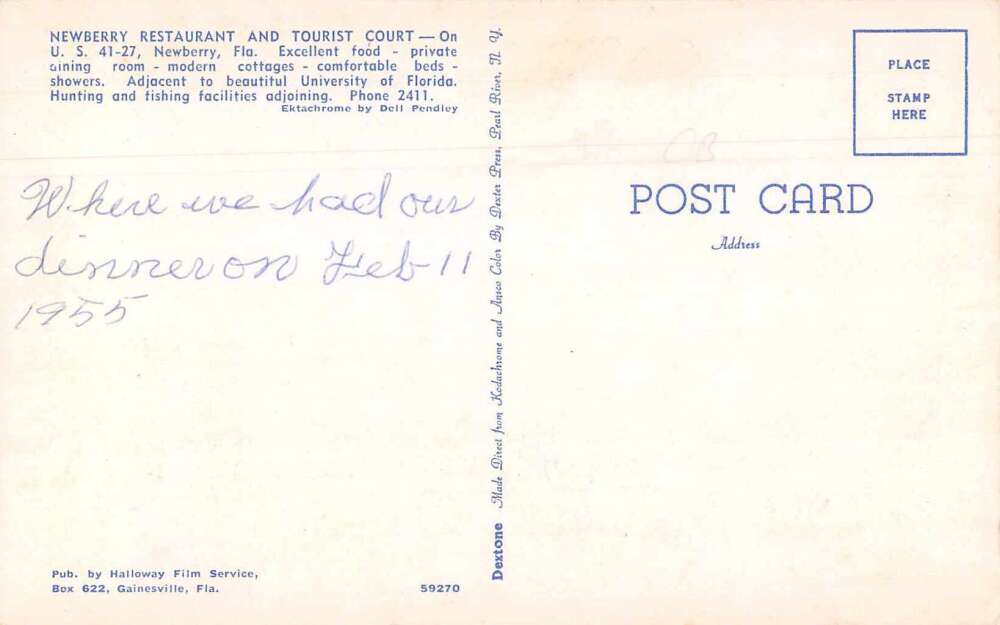 NEWBERRY RESTAURANT AND TOURIST COURT — On
U. S. 41-27, Newberry, Fla. Excellent food - private
dining room - modern cottages - comfortable beds -
showers. Adjacent to beautiful University of Florida.
Hunting and fishing facilities adjoining. Phone 2411.
Ektachrome by Dell Pendley
Where we had our
dinner on Feb 11
1955
Pub. by Halloway Film Service,
Box 622, Gainesville, Fla.
59270
Dextone Made Direct from Kodachrome and Ansco Color By Dexter Press, Pearl River, N. Y.
PLACE
STAMP
HERE
CB
POST CARD
Address